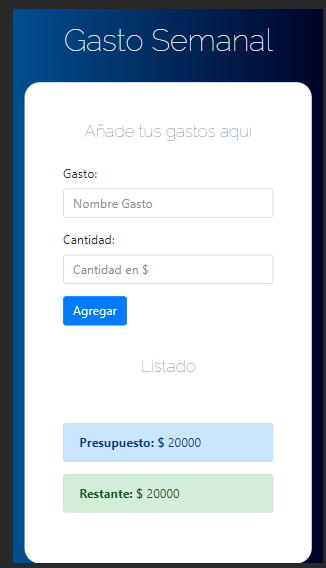 Gasto Semanal
Añade tus gastos aqui
Gasto:
Nombre Gasto
Cantidad:
Cantidad en $
Agregar
Listado
Presupuesto: $ 20000
Restante: $ 20000